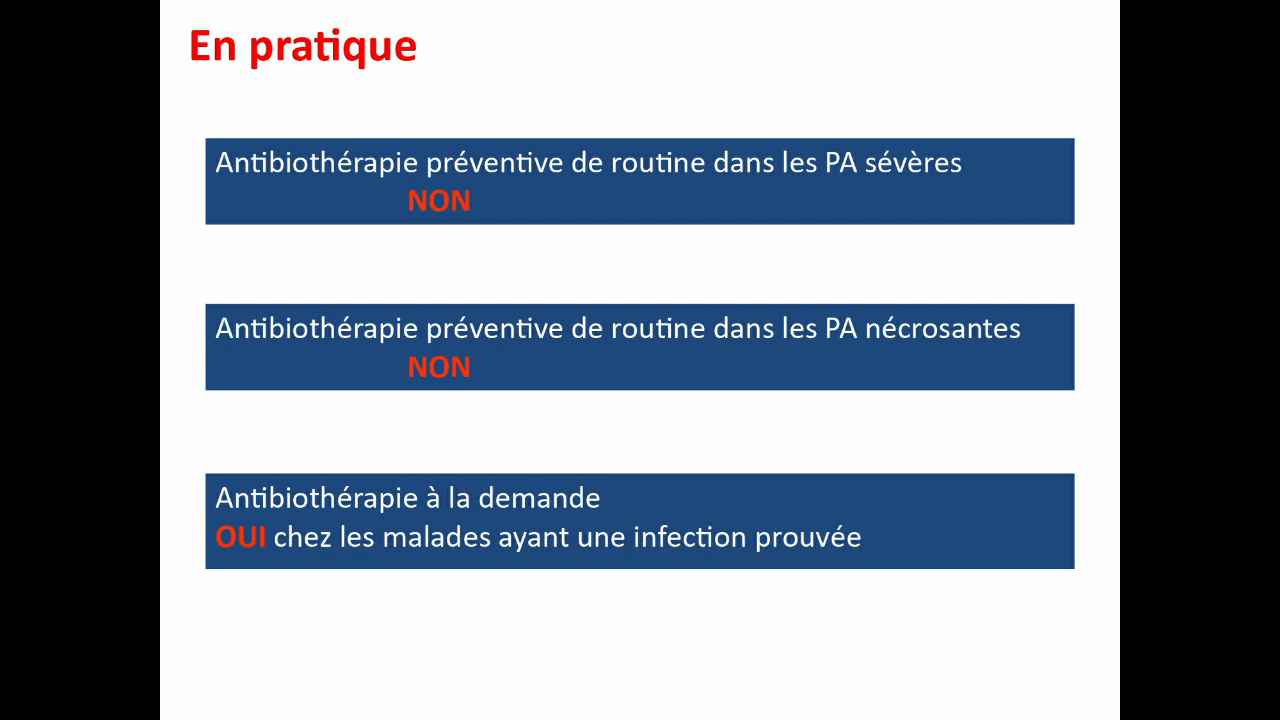 En pratique
Antibiothérapie préventive de routine dans les PA sévères
NON
Antibiothérapie préventive de routine dans les PA nécrosantes
NON
Antibiothérapie à la demande
OUI chez les malades ayant une infection prouvée